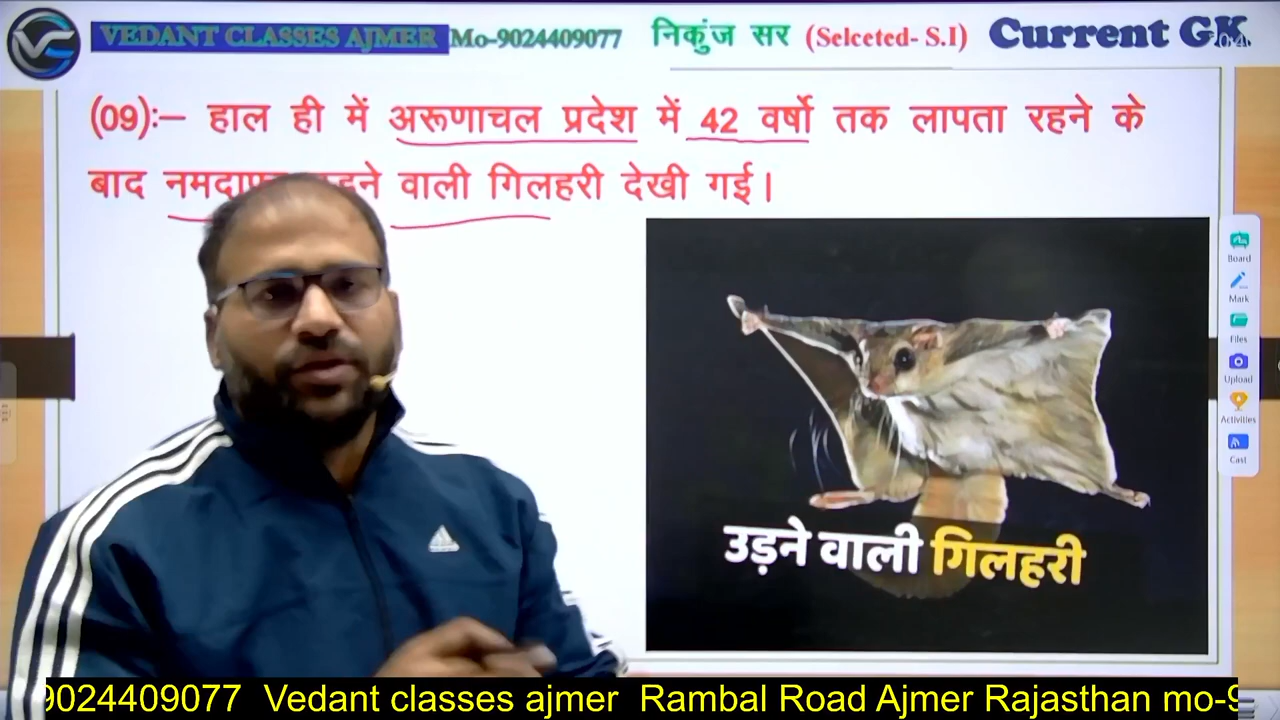 VC
VEDANT CLASSES AJMER Mo-9024409077 निकुंज सर (Selceted- S.I) Current GK
(09):– हाल ही में अरूणाचल प्रदेश में 42 वर्षो तक लापता रहने के
बाद वाली गिलहरी देखी गई।
उड़ने वाली गिलहरी
Board
Mark
Files
Upload
Activities
Cast
9024409077 Vedant classes ajmer Rambal Road Ajmer Rajasthan mo-9